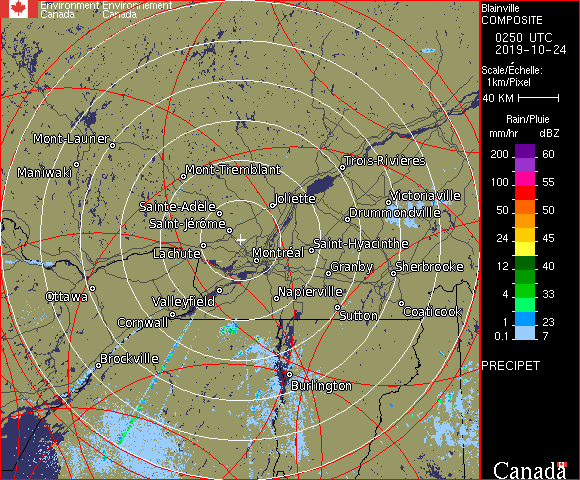 Environment Environnement
Canada Canada
Blainville
COMPOSITE
0250 UTC
2019-10-24
Scale/Échelle:
1km/Pixel
40 KM
Rain/Pluie
mm/hr dBZ
200 60
100 55
50 50
24 45
12 40
4 33
1 23
0.1 7
PRECIPET
Canada
Mont-Laurier
Maniwaki
Mont-Tremblant
Trois-Rivières
Joliette
Victoriaville
Sainte-Adèle
Drummondville
Saint-Jérôme
Saint-Hyacinthe
Lachute
Montréal
Granby
Sherbrooke
Ottawa
Valleyfield
Napierville
Coaticook
Cornwall
Sutton
Brockville
Burlington